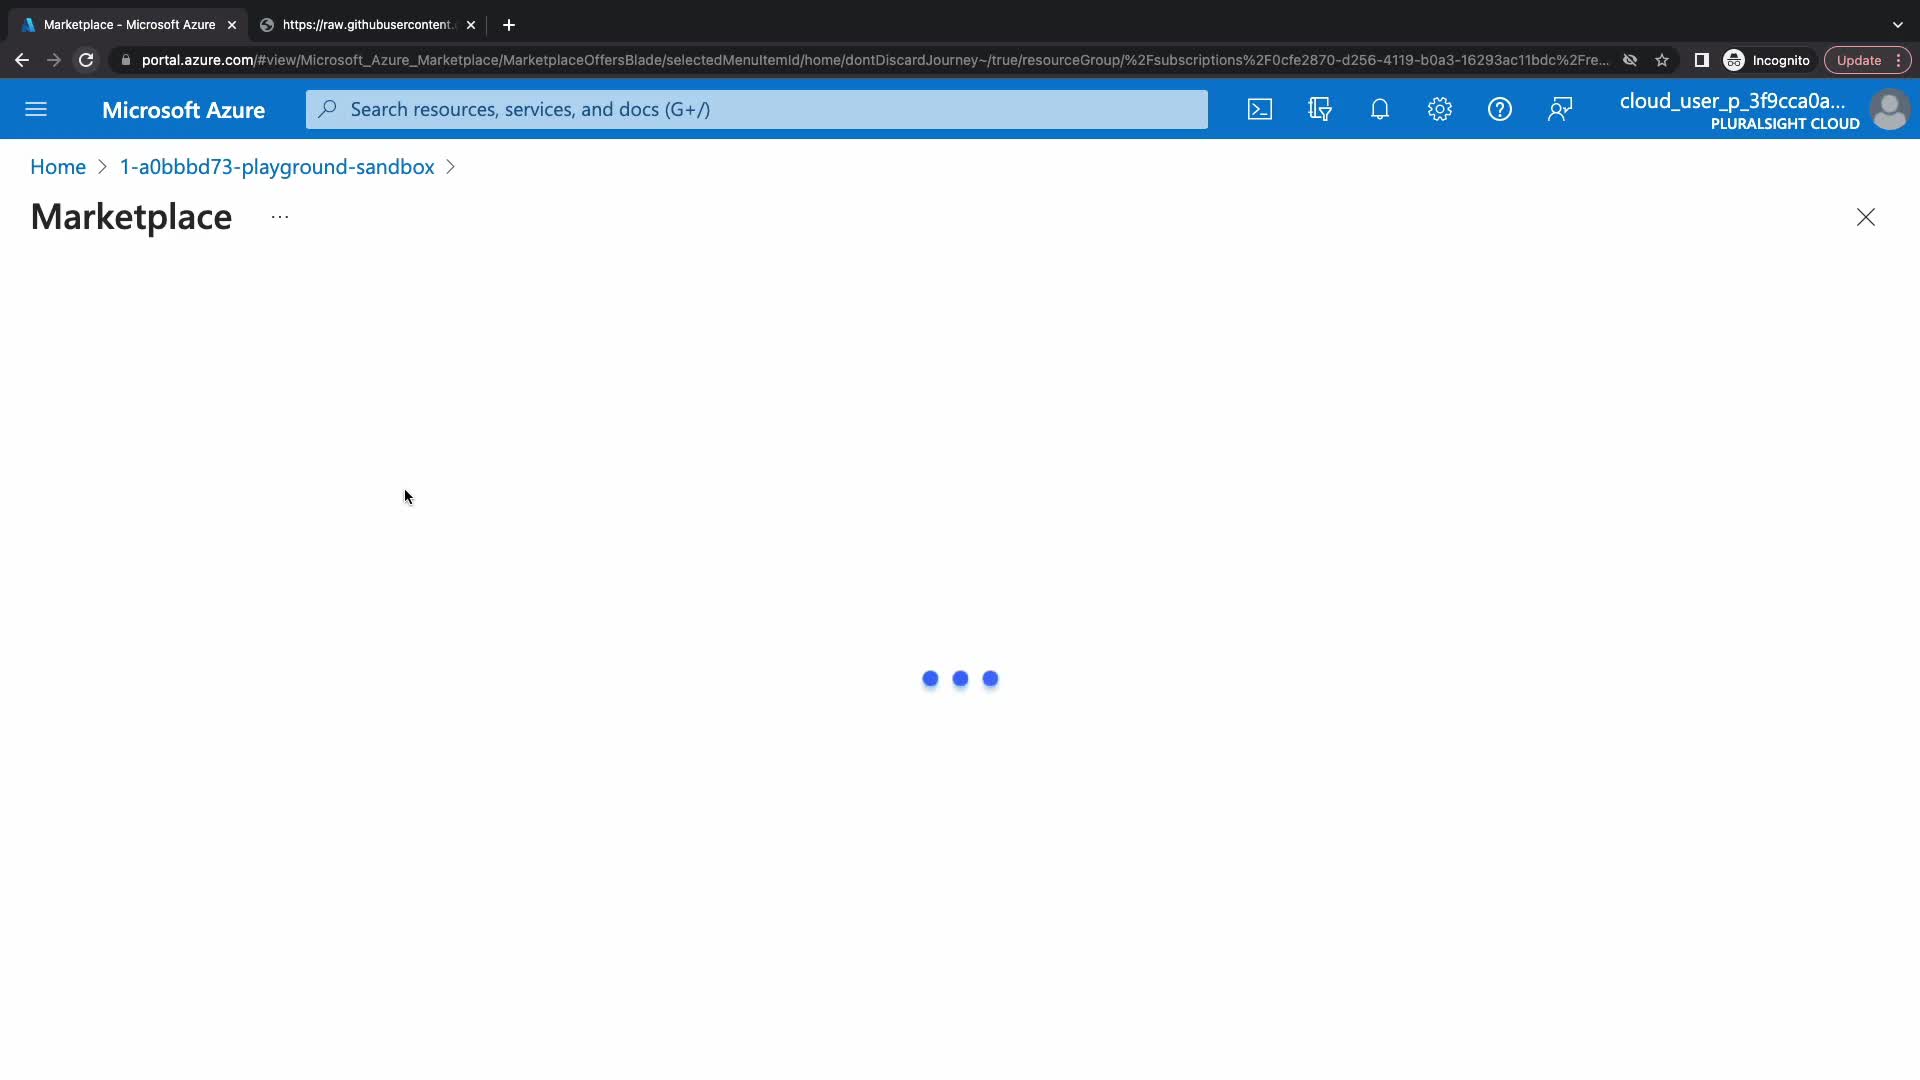 Marketplace - Microsoft Azure
https://raw.githubusercontent.
portal.azure.com/#view/Microsoft_Azure_Marketplace/MarketplaceOffersBlade/selectedMenuItemId/home/dontDiscardJourney~/true/resourceGroup/%2Fsubscriptions%2F0cfe2870-d256-4119-b0a3-16293ac11bdc%2Fre...
Incognito
Update
Microsoft Azure
Search resources, services, and docs (G+/)
cloud_user_p_3f9cca0a...
PLURALSIGHT CLOUD
Home > 1-a0bbbd73-playground-sandbox >
Marketplace ...